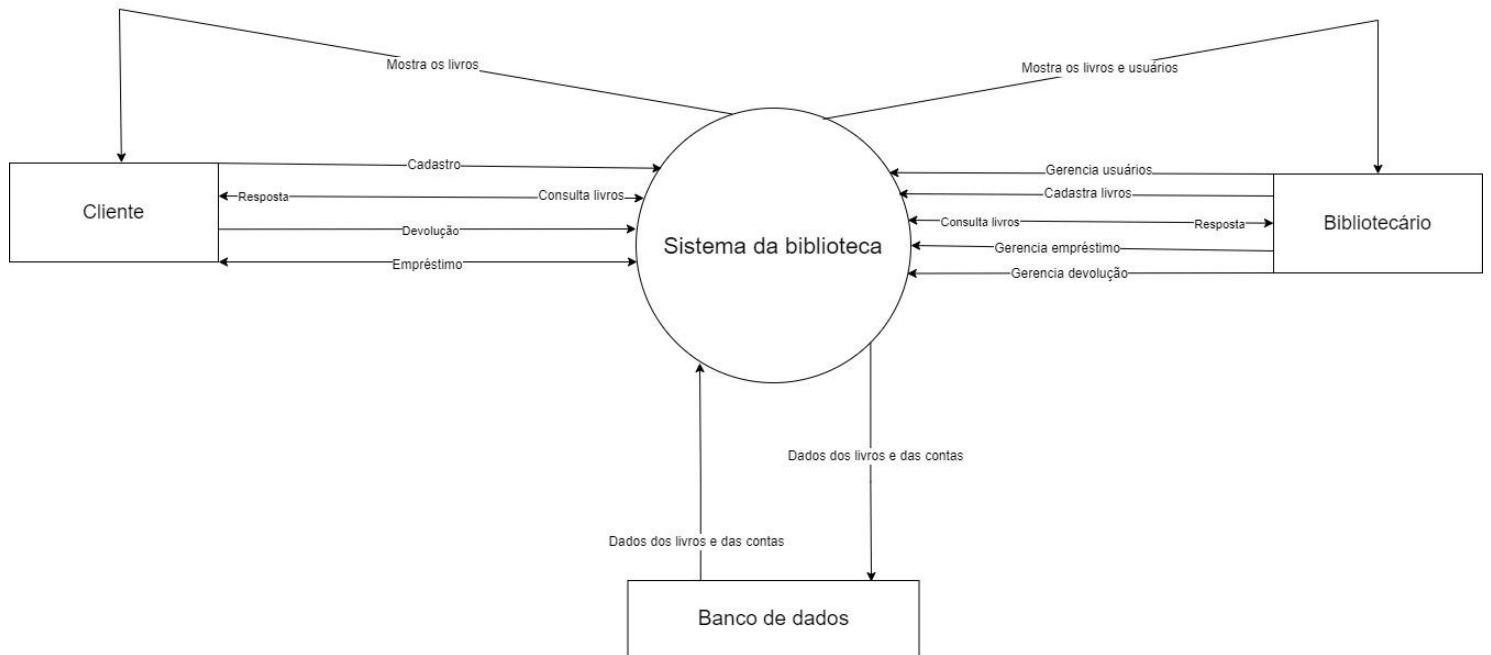 Mostra os livros
Mostra os livros e usuários
Cadastro
Resposta
Consulta livros
Devolução
Empréstimo
Cliente
Sistema da biblioteca
Gerencia usuários
Cadastra livros
Consulta livros
Resposta
Gerencia empréstimo
Gerencia devolução
Bibliotecário
Dados dos livros e das contas
Dados dos livros e das contas
Banco de dados